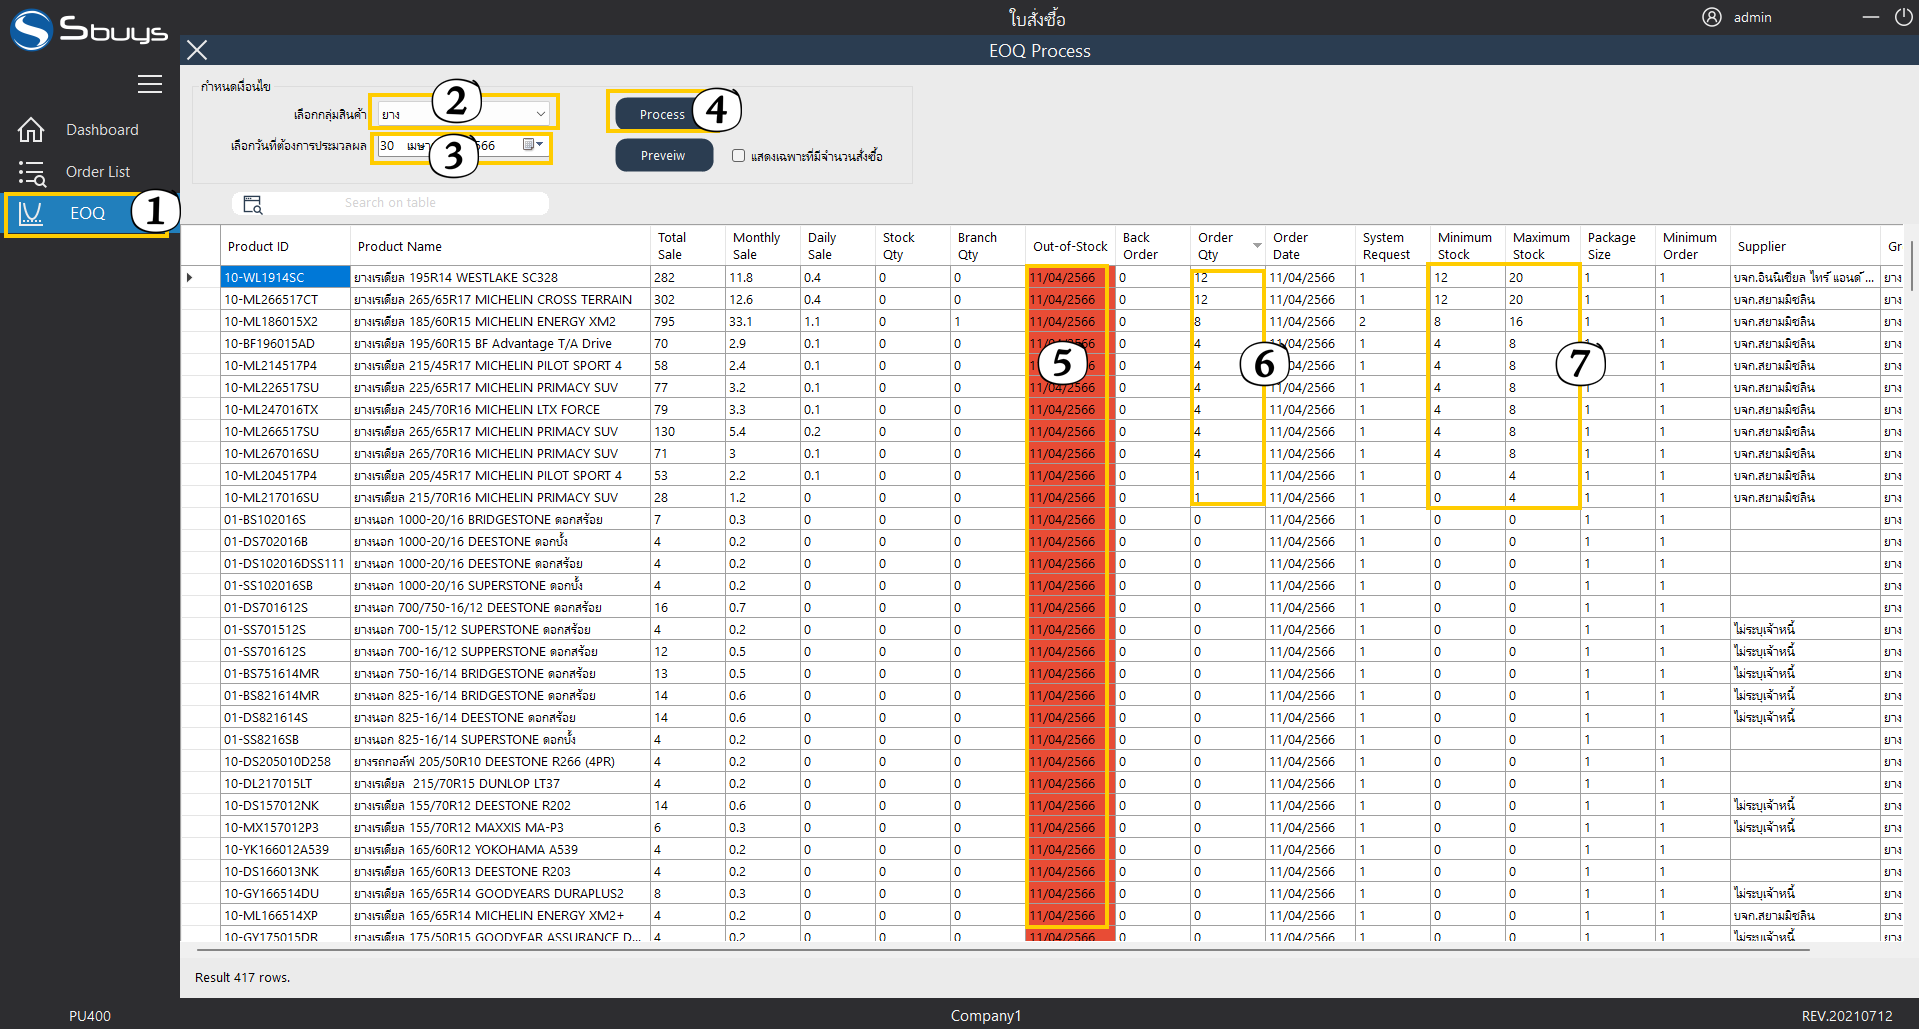 Sbuys
ใบสั่งซื้อ
admin
EOQ Process
Dashboard
Order List
EOQ
1
กำหนดเงื่อนไข
เลือกกลุ่มสินค้า ยาง 2
เลือกวันที่ต้องการประมวลผล 30 3 566
Process 4
Preveiw แสดงเฉพาะที่มีจำนวนสั่งซื้อ
Search on table
Product ID Product Name Total Sale Monthly Sale Daily Sale Stock Qty Branch Qty Out-of-Stock Back Order Order Qty Order Date System Request Minimum Stock Maximum Stock Package Size Minimum Order Supplier Gr
10-WL1914SC ยางเรเดียล 195R14 WESTLAKE SC328 282 11.8 0.4 0 0 11/04/2566 0 12 11/04/2566 1 12 20 1 1 บจก.อินนิเชียล ไทร์ แอนด์ ... ยาง
10-ML266517CT ยางเรเดียล 265/65R17 MICHELIN CROSS TERRAIN 302 12.6 0.4 0 0 11/04/2566 0 12 11/04/2566 1 12 20 1 1 บจก.สยามมิชลิน ยาง
10-ML186015X2 ยางเรเดียล 185/60R15 MICHELIN ENERGY XM2 795 33.1 1.1 0 1 11/04/2566 0 8 11/04/2566 2 8 16 1 1 บจก.สยามมิชลิน ยาง
10-BF196015AD ยางเรเดียล 195/60R15 BF Advantage T/A Drive 70 2.9 0.1 0 0 11/04/2566 0 4 11/04/2566 1 4 8 1 1 บจก.สยามมิชลิน ยาง
10-ML214517P4 ยางเรเดียล 215/45R17 MICHELIN PILOT SPORT 4 58 2.4 0.1 0 0 5 0 4 6 11/04/2566 1 4 8 7 1 บจก.สยามมิชลิน ยาง
10-ML226517SU ยางเรเดียล 225/65R17 MICHELIN PRIMACY SUV 77 3.2 0.1 0 0 11/04/2566 0 4 11/04/2566 1 4 8 1 1 บจก.สยามมิชลิน ยาง
10-ML247016TX ยางเรเดียล 245/70R16 MICHELIN LTX FORCE 79 3.3 0.1 0 0 11/04/2566 0 4 11/04/2566 1 4 8 1 1 บจก.สยามมิชลิน ยาง
10-ML266517SU ยางเรเดียล 265/65R17 MICHELIN PRIMACY SUV 130 5.4 0.2 0 0 11/04/2566 0 4 11/04/2566 1 4 8 1 1 บจก.สยามมิชลิน ยาง
10-ML267016SU ยางเรเดียล 265/70R16 MICHELIN PRIMACY SUV 71 3 0.1 0 0 11/04/2566 0 4 11/04/2566 1 4 8 1 1 บจก.สยามมิชลิน ยาง
10-ML204517P4 ยางเรเดียล 205/45R17 MICHELIN PILOT SPORT 4 53 2.2 0.1 0 0 11/04/2566 0 1 11/04/2566 1 0 4 1 1 บจก.สยามมิชลิน ยาง
10-ML217016SU ยางเรเดียล 215/70R16 MICHELIN PRIMACY SUV 28 1.2 0 0 0 11/04/2566 0 1 11/04/2566 1 0 4 1 1 บจก.สยามมิชลิน ยาง
01-BS102016S ยางนอก 1000-20/16 BRIDGESTONE ดอกสร้อย 7 0.3 0 0 0 11/04/2566 0 0 11/04/2566 1 0 0 1 1 ยาง
01-DS702016B ยางนอก 1000-20/16 DEESTONE ดอกบั้ง 4 0.2 0 0 0 11/04/2566 0 0 11/04/2566 1 0 0 1 1 ยาง
01-DS102016DSS111 ยางนอก 1000-20/16 DEESTONE ดอกสร้อย 4 0.2 0 0 0 11/04/2566 0 0 11/04/2566 1 0 0 1 1 ยาง
01-SS102016SB ยางนอก 1000-20/16 SUPERSTONE ดอกบั้ง 4 0.2 0 0 0 11/04/2566 0 0 11/04/2566 1 0 0 1 1 ยาง
01-DS701612S ยางนอก 700/750-16/12 DEESTONE ดอกสร้อย 16 0.7 0 0 0 11/04/2566 0 0 11/04/2566 1 0 0 1 1 ยาง
01-SS701512S ยางนอก 700-15/12 SUPERSTONE ดอกสร้อย 4 0.2 0 0 0 11/04/2566 0 0 11/04/2566 1 0 0 1 1 ไม่ระบุเจ้าหนี้ ยาง
01-SS701612S ยางนอก 700-16/12 SUPPERSTONE ดอกสร้อย 12 0.5 0 0 0 11/04/2566 0 0 11/04/2566 1 0 0 1 1 ไม่ระบุเจ้าหนี้ ยาง
01-BS751614MR ยางนอก 750-16/14 BRIDGESTONE ดอกสร้อย 13 0.5 0 0 0 11/04/2566 0 0 11/04/2566 1 0 0 1 1 ไม่ระบุเจ้าหนี้ ยาง
01-BS821614MR ยางนอก 825-16/14 BRIDGESTONE ดอกสร้อย 14 0.6 0 0 0 11/04/2566 0 0 11/04/2566 1 0 0 1 1 ไม่ระบุเจ้าหนี้ ยาง
01-DS821614S ยางนอก 825-16/14 DEESTONE ดอกสร้อย 14 0.6 0 0 0 11/04/2566 0 0 11/04/2566 1 0 0 1 1 ไม่ระบุเจ้าหนี้ ยาง
01-SS8216SB ยางนอก 825-16/14 SUPERSTONE ดอกบั้ง 4 0.2 0 0 0 11/04/2566 0 0 11/04/2566 1 0 0 1 1 ยาง
10-DS205010D258 ยางรถกอล์ฟ 205/50R10 DEESTONE R266 (4PR) 4 0.2 0 0 0 11/04/2566 0 0 11/04/2566 1 0 0 1 1 ยาง
10-DL217015LT ยางเรเดียล 215/70R15 DUNLOP LT37 4 0.2 0 0 0 11/04/2566 0 0 11/04/2566 1 0 0 1 1 ยาง
10-DS157012NK ยางเรเดียล 155/70R12 DEESTONE R202 14 0.6 0 0 0 11/04/2566 0 0 11/04/2566 1 0 0 1 1 ไม่ระบุเจ้าหนี้ ยาง
10-MX157012P3 ยางเรเดียล 155/70R12 MAXXIS MA-P3 6 0.3 0 0 0 11/04/2566 0 0 11/04/2566 1 0 0 1 1 ไม่ระบุเจ้าหนี้ ยาง
10-YK166012A539 ยางเรเดียล 165/60R12 YOKOHAMA A539 4 0.2 0 0 0 11/04/2566 0 0 11/04/2566 1 0 0 1 1 ยาง
10-DS166013NK ยางเรเดียล 165/60R13 DEESTONE R203 4 0.2 0 0 0 11/04/2566 0 0 11/04/2566 1 0 0 1 1 ยาง
10-GY166514DU ยางเรเดียล 165/65R14 GOODYEARS DURAPLUS2 8 0.3 0 0 0 11/04/2566 0 0 11/04/2566 1 0 0 1 1 ไม่ระบุเจ้าหนี้ ยาง
10-ML166514XP ยางเรเดียล 165/65R14 MICHELIN ENERGY XM2+ 4 0.2 0 0 0 11/04/2566 0 0 11/04/2566 1 0 0 1 1 บจก.สยามมิชลิน ยาง
10-GY175015DR ยางเรเดียล 175/50R15 GOODYEAR ASSURANCE D... 4 0.2 0 0 0 11/04/2566 0 0 11/04/2566 1 0 0 1 1 ไม่ระบุเจ้าหนี้ ยาง
Result 417 rows.
PU400
Company1
REV.20210712